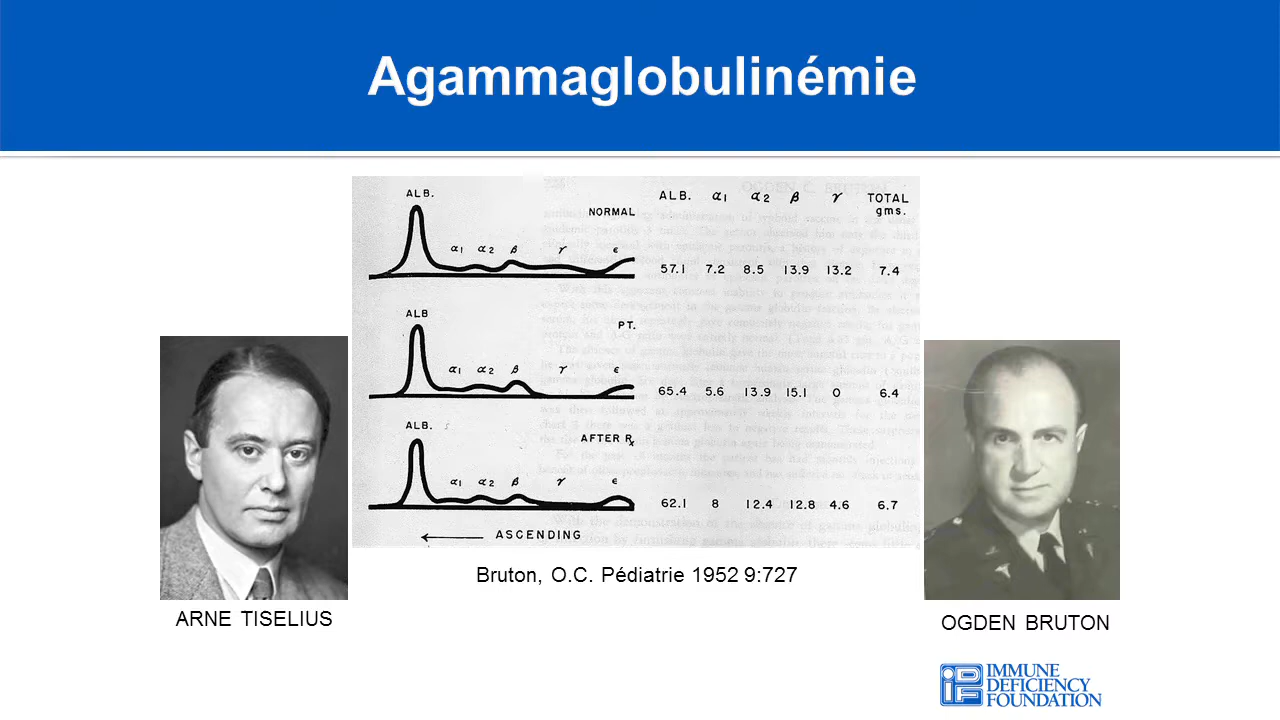 Agammaglobulinémie
ALB. α1 α2 β γ TOTAL
gms.
ALB.
NORMAL
α1 α2 β γ ϵ
57.1 7.2 8.5 13.9 13.2 7.4
ALB
PT.
α1 α2 β γ ϵ
65.4 5.6 13.9 15.1 0 6.4
ALB.
AFTER Rx
α1 α2 β γ ϵ
62.1 8 12.4 12.8 4.6 6.7
← ASCENDING
Bruton, O.C. Pédiatrie 1952 9:727
ARNE TISELIUS
OGDEN BRUTON
IDF
IMMUNE
DEFICIENCY
FOUNDATION